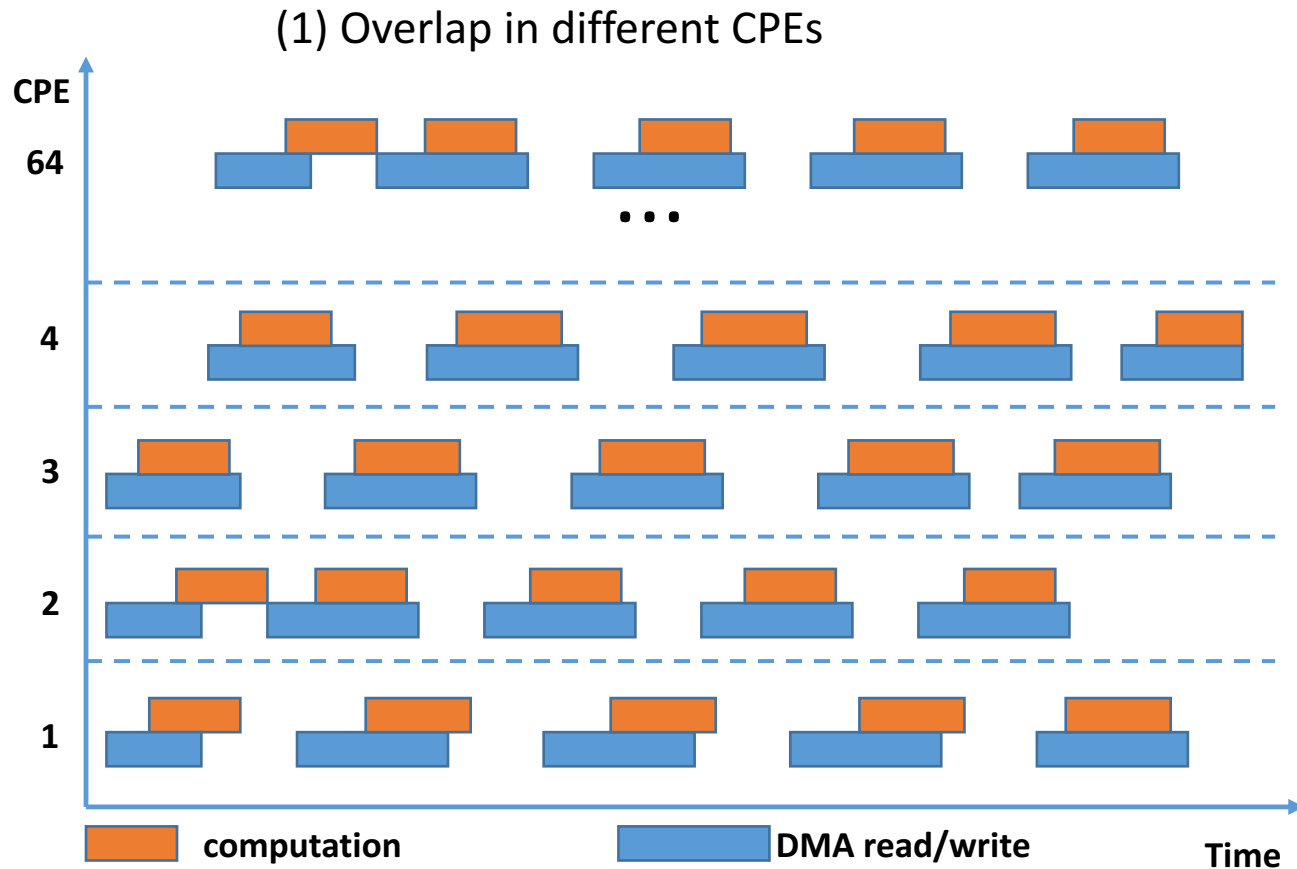 (1) Overlap in different CPEs
CPE
64
...
4
3
2
1
computation
DMA read/write
Time